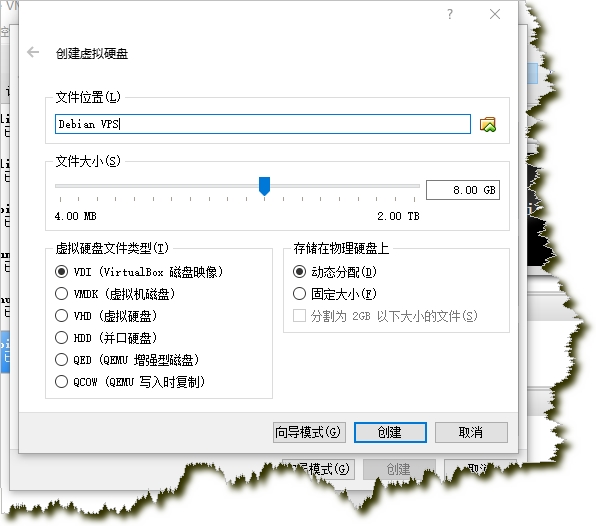 创建虚拟硬盘
文件位置(L)
Debian VPS
文件大小(S)
8.00 GB
4.00 MB
2.00 TB
虚拟硬盘文件类型(T)
VDI (VirtualBox 磁盘映像)
VMDK (虚拟机磁盘)
VHD (虚拟硬盘)
HDD (并口硬盘)
QED (QEMU 增强型磁盘)
QCOW (QEMU 写入时复制)
存储在物理硬盘上
动态分配(D)
固定大小(F)
分割为 2GB 以下大小的文件(S)
向导模式(G)
创建
取消
模式(G)
创建